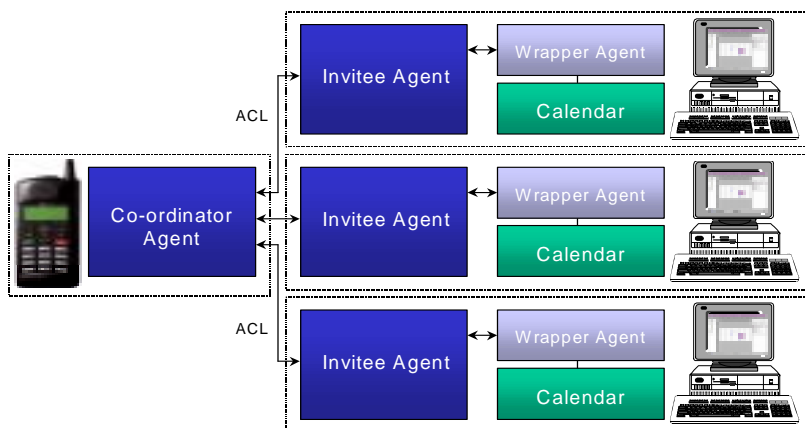 Invitee Agent
Wrapper Agent
Calendar
ACL
Co-ordinator
Agent
Invitee Agent
Wrapper Agent
Calendar
ACL
Invitee Agent
Wrapper Agent
Calendar